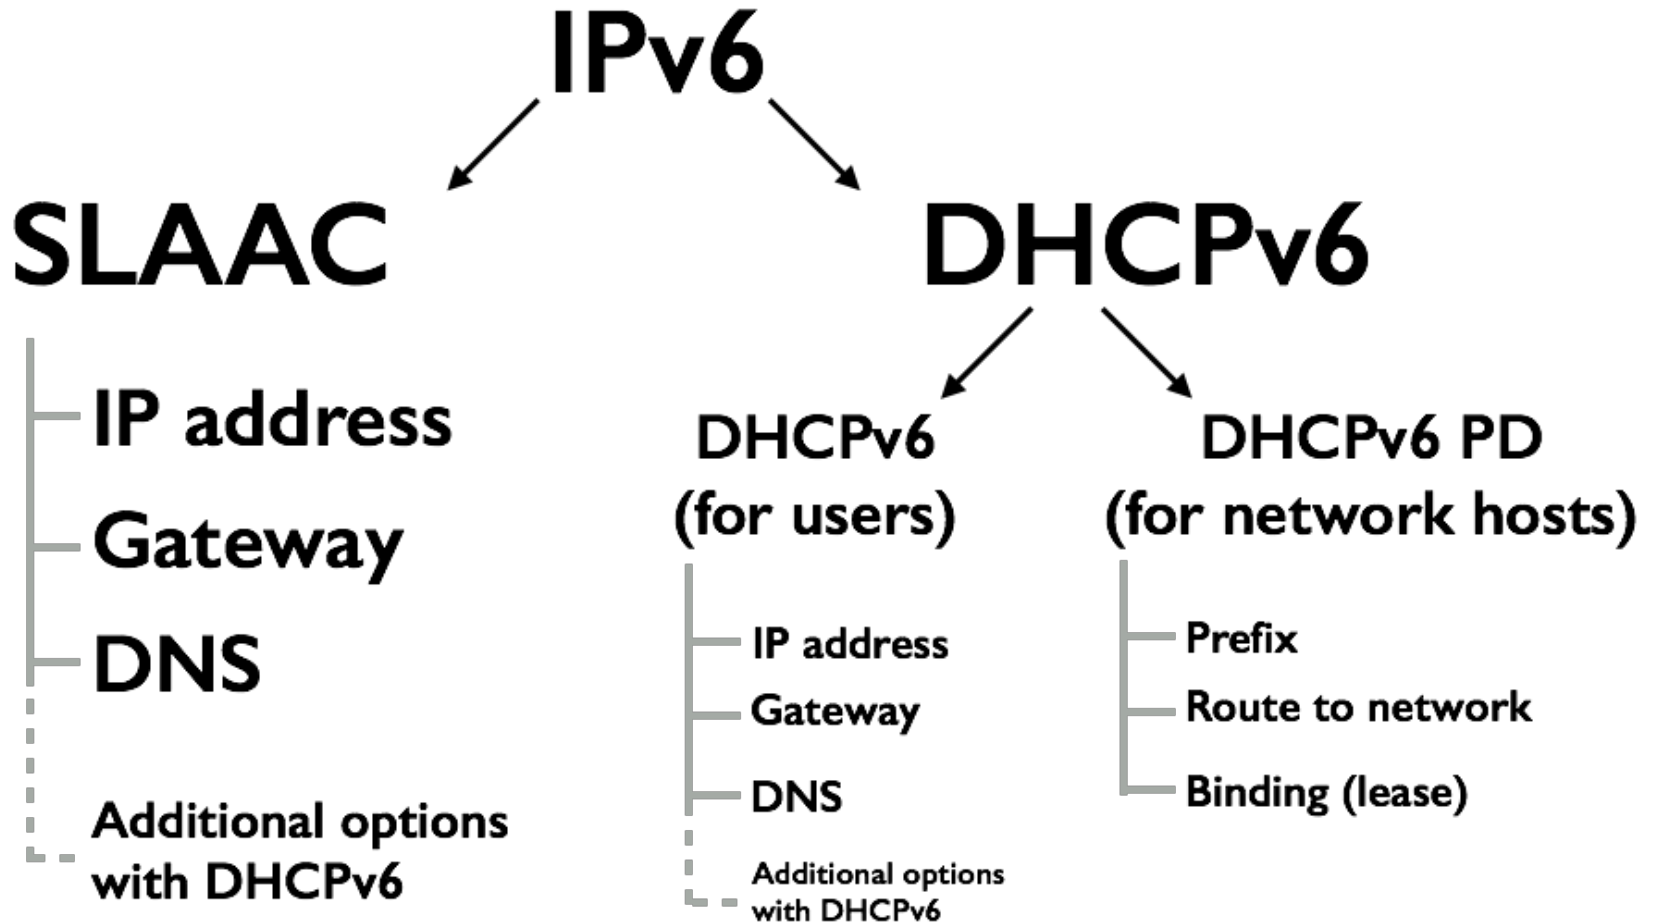 IPv6
SLAAC
IP address
Gateway
DNS
Additional options
with DHCPv6
DHCPv6
DHCPv6
(for users)
IP address
Gateway
DNS
Additional options
with DHCPv6
DHCPv6 PD
(for network hosts)
Prefix
Route to network
Binding (lease)